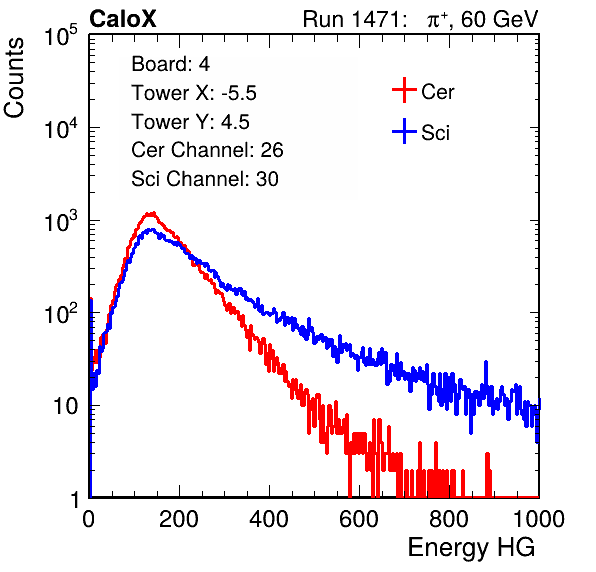 CaloX Run 1471: π⁺, 60 GeV
Counts
Board: 4
Tower X: -5.5
Tower Y: 4.5
Cer Channel: 26
Sci Channel: 30
Cer
Sci
10⁵
10⁴
10³
10²
10
1
0 200 400 600 800 1000
Energy HG